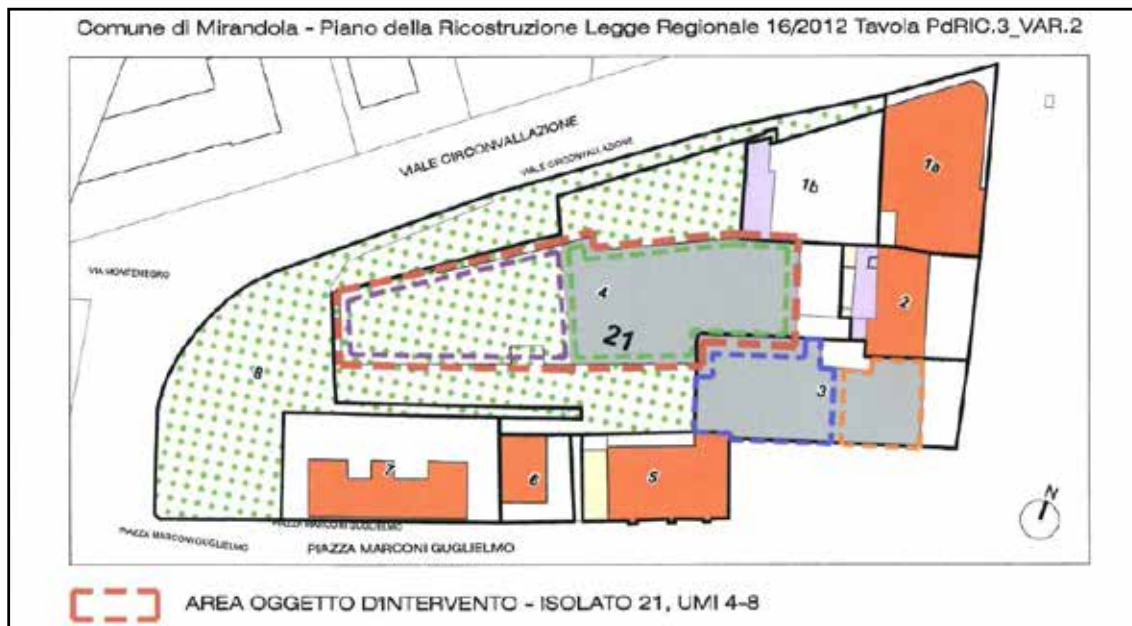 Comune di Mirandola - Piano della Ricostruzione Legge Regionale 16/2012 Tavola PdRIC.3_VAR.2
VIALE CIRCONVALLAZIONE
VIALE CIRCONVALLAZIONE
1a
1b
VIA MONTENEGRO
2
4
21
3
8
7
6
5
N
PIAZZA MARCONI GUGLIELMO
PIAZZA MARCONI GUGLIELMO
PIAZZA MARCONI GUGLIELMO
AREA OGGETTO D'INTERVENTO - ISOLATO 21, UMI 4-8